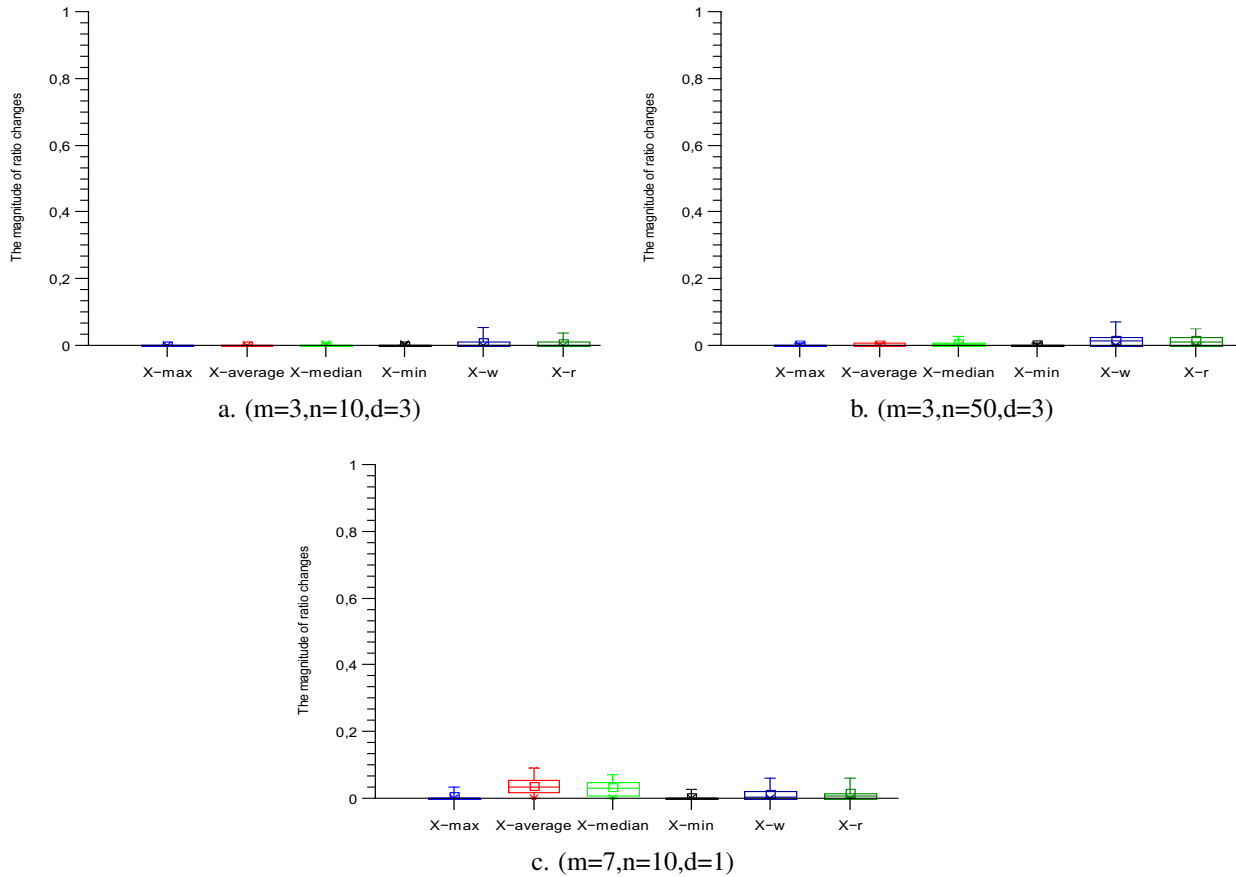 The magnitude of ratio changes
1
0,8
0,6
0,4
0,2
0
X-max X-average X-median X-min X-w X-r
a. (m=3,n=10,d=3)
The magnitude of ratio changes
1
0,8
0,6
0,4
0,2
0
X-max X-average X-median X-min X-w X-r
b. (m=3,n=50,d=3)
The magnitude of ratio changes
1
0,8
0,6
0,4
0,2
0
X-max X-average X-median X-min X-w X-r
c. (m=7,n=10,d=1)